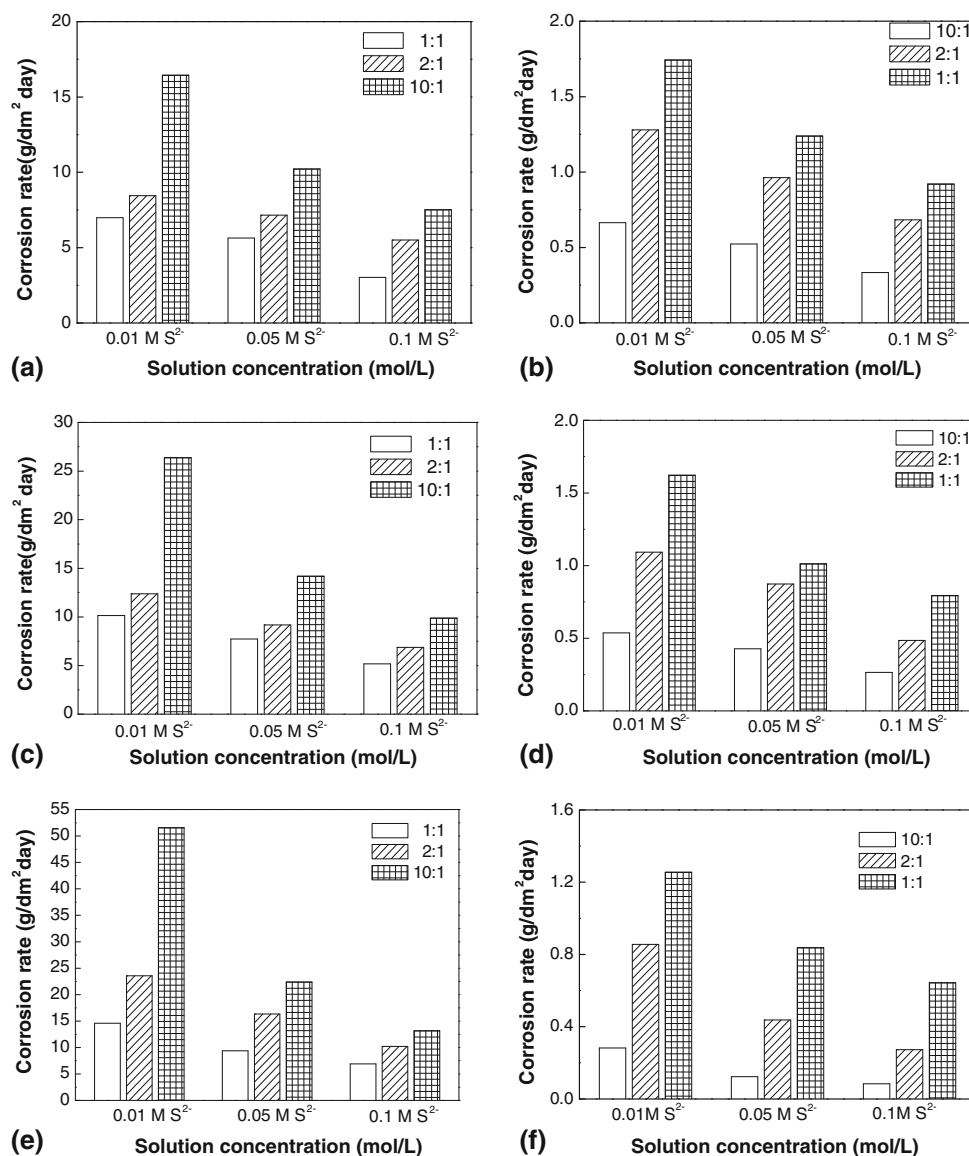 20
15
10
5
0
Corrosion rate(g/dm² day)
1:1
2:1
10:1
0.01 M S²⁻
0.05 M S²⁻
0.1 M S²⁻
(a)
Solution concentration (mol/L)
2.0
1.5
1.0
0.5
0.0
Corrosion rate (g/dm² day)
10:1
2:1
1:1
0.01 M S²⁻
0.05 M S²⁻
0.1 M S²⁻
(b)
Solution concentration (mol/L)
30
25
20
15
10
5
0
Corrosion rate(g/dm² day)
1:1
2:1
10:1
0.01 M S²⁻
0.05 M S²⁻
0.1 M S²⁻
(c)
Solution concentration (mol/L)
2.0
1.5
1.0
0.5
0.0
Corrosion rate (g/dm² day)
10:1
2:1
1:1
0.01 M S²⁻
0.05 M S²⁻
0.1 M S²⁻
(d)
Solution concentration (mol/L)
55
50
45
40
35
30
25
20
15
10
5
0
Corrosion rate (g/dm²day)
1:1
2:1
10:1
0.01 M S²⁻
0.05 M S²⁻
0.1 M S²⁻
(e)
Solution concentration (mol/L)
1.6
1.2
0.8
0.4
0.0
Corrosion rate (g/dm²day)
10:1
2:1
1:1
0.01M S²⁻
0.05 M S²⁻
0.1M S²⁻
(f)
Solution concentration (mol/L)